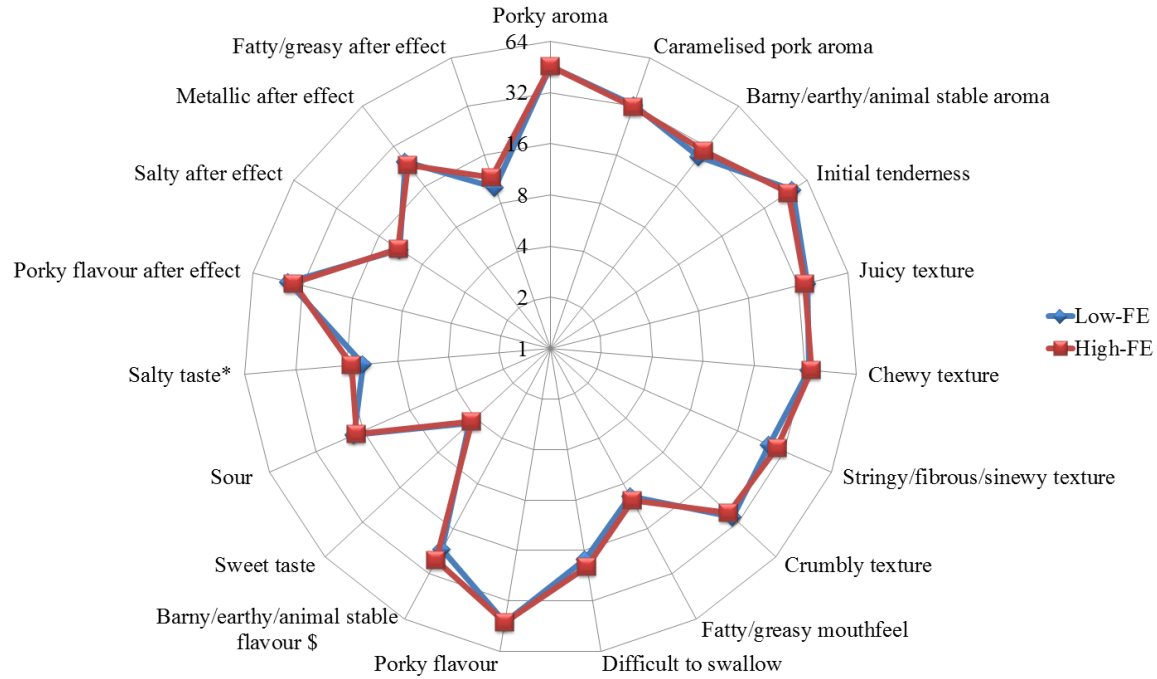 Porky aroma
Caramelised pork aroma
Barny/earthy/animal stable aroma
Initial tenderness
Juicy texture
Chewy texture
Stringy/fibrous/sinewy texture
Crumbly texture
Fatty/greasy mouthfeel
Difficult to swallow
Porky flavour
Barny/earthy/animal stable
flavour $
Sweet taste
Sour
Salty taste*
Porky flavour after effect
Salty after effect
Metallic after effect
Fatty/greasy after effect
64
32
16
8
4
2
1
Low-FE
High-FE